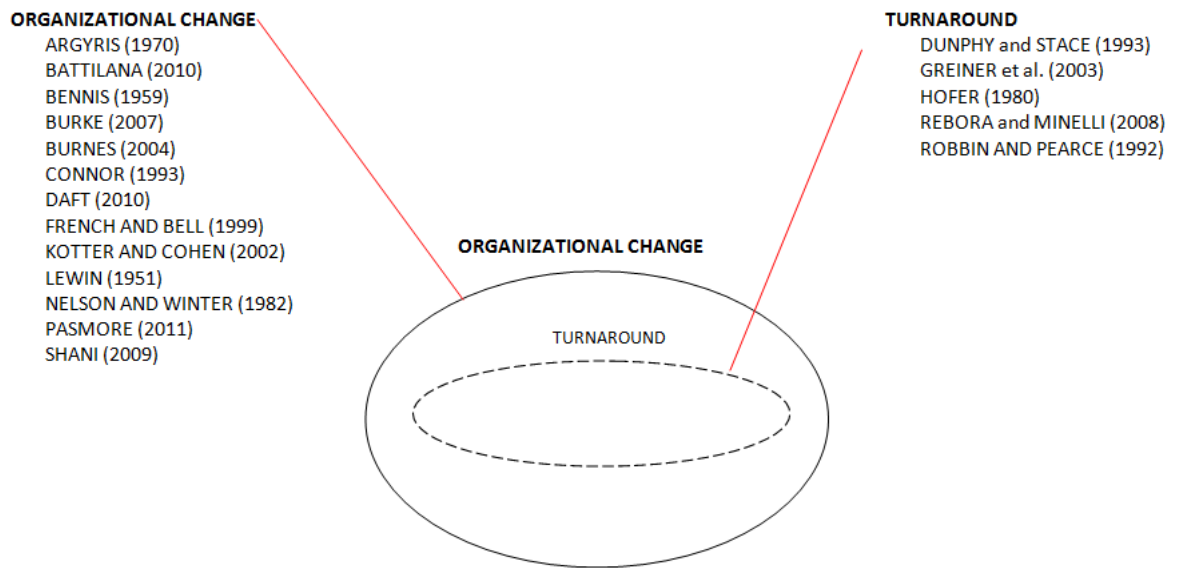 ORGANIZATIONAL CHANGE
ARGYRIS (1970)
BATTILANA (2010)
BENNIS (1959)
BURKE (2007)
BURNES (2004)
CONNOR (1993)
DAFT (2010)
FRENCH AND BELL (1999)
KOTTER AND COHEN (2002)
LEWIN (1951)
NELSON AND WINTER (1982)
PASMORE (2011)
SHANI (2009)
TURNAROUND
DUNPHY and STACE (1993)
GREINER et al. (2003)
HOFER (1980)
REBORA and MINELLI (2008)
ROBBIN AND PEARCE (1992)
ORGANIZATIONAL CHANGE
TURNAROUND